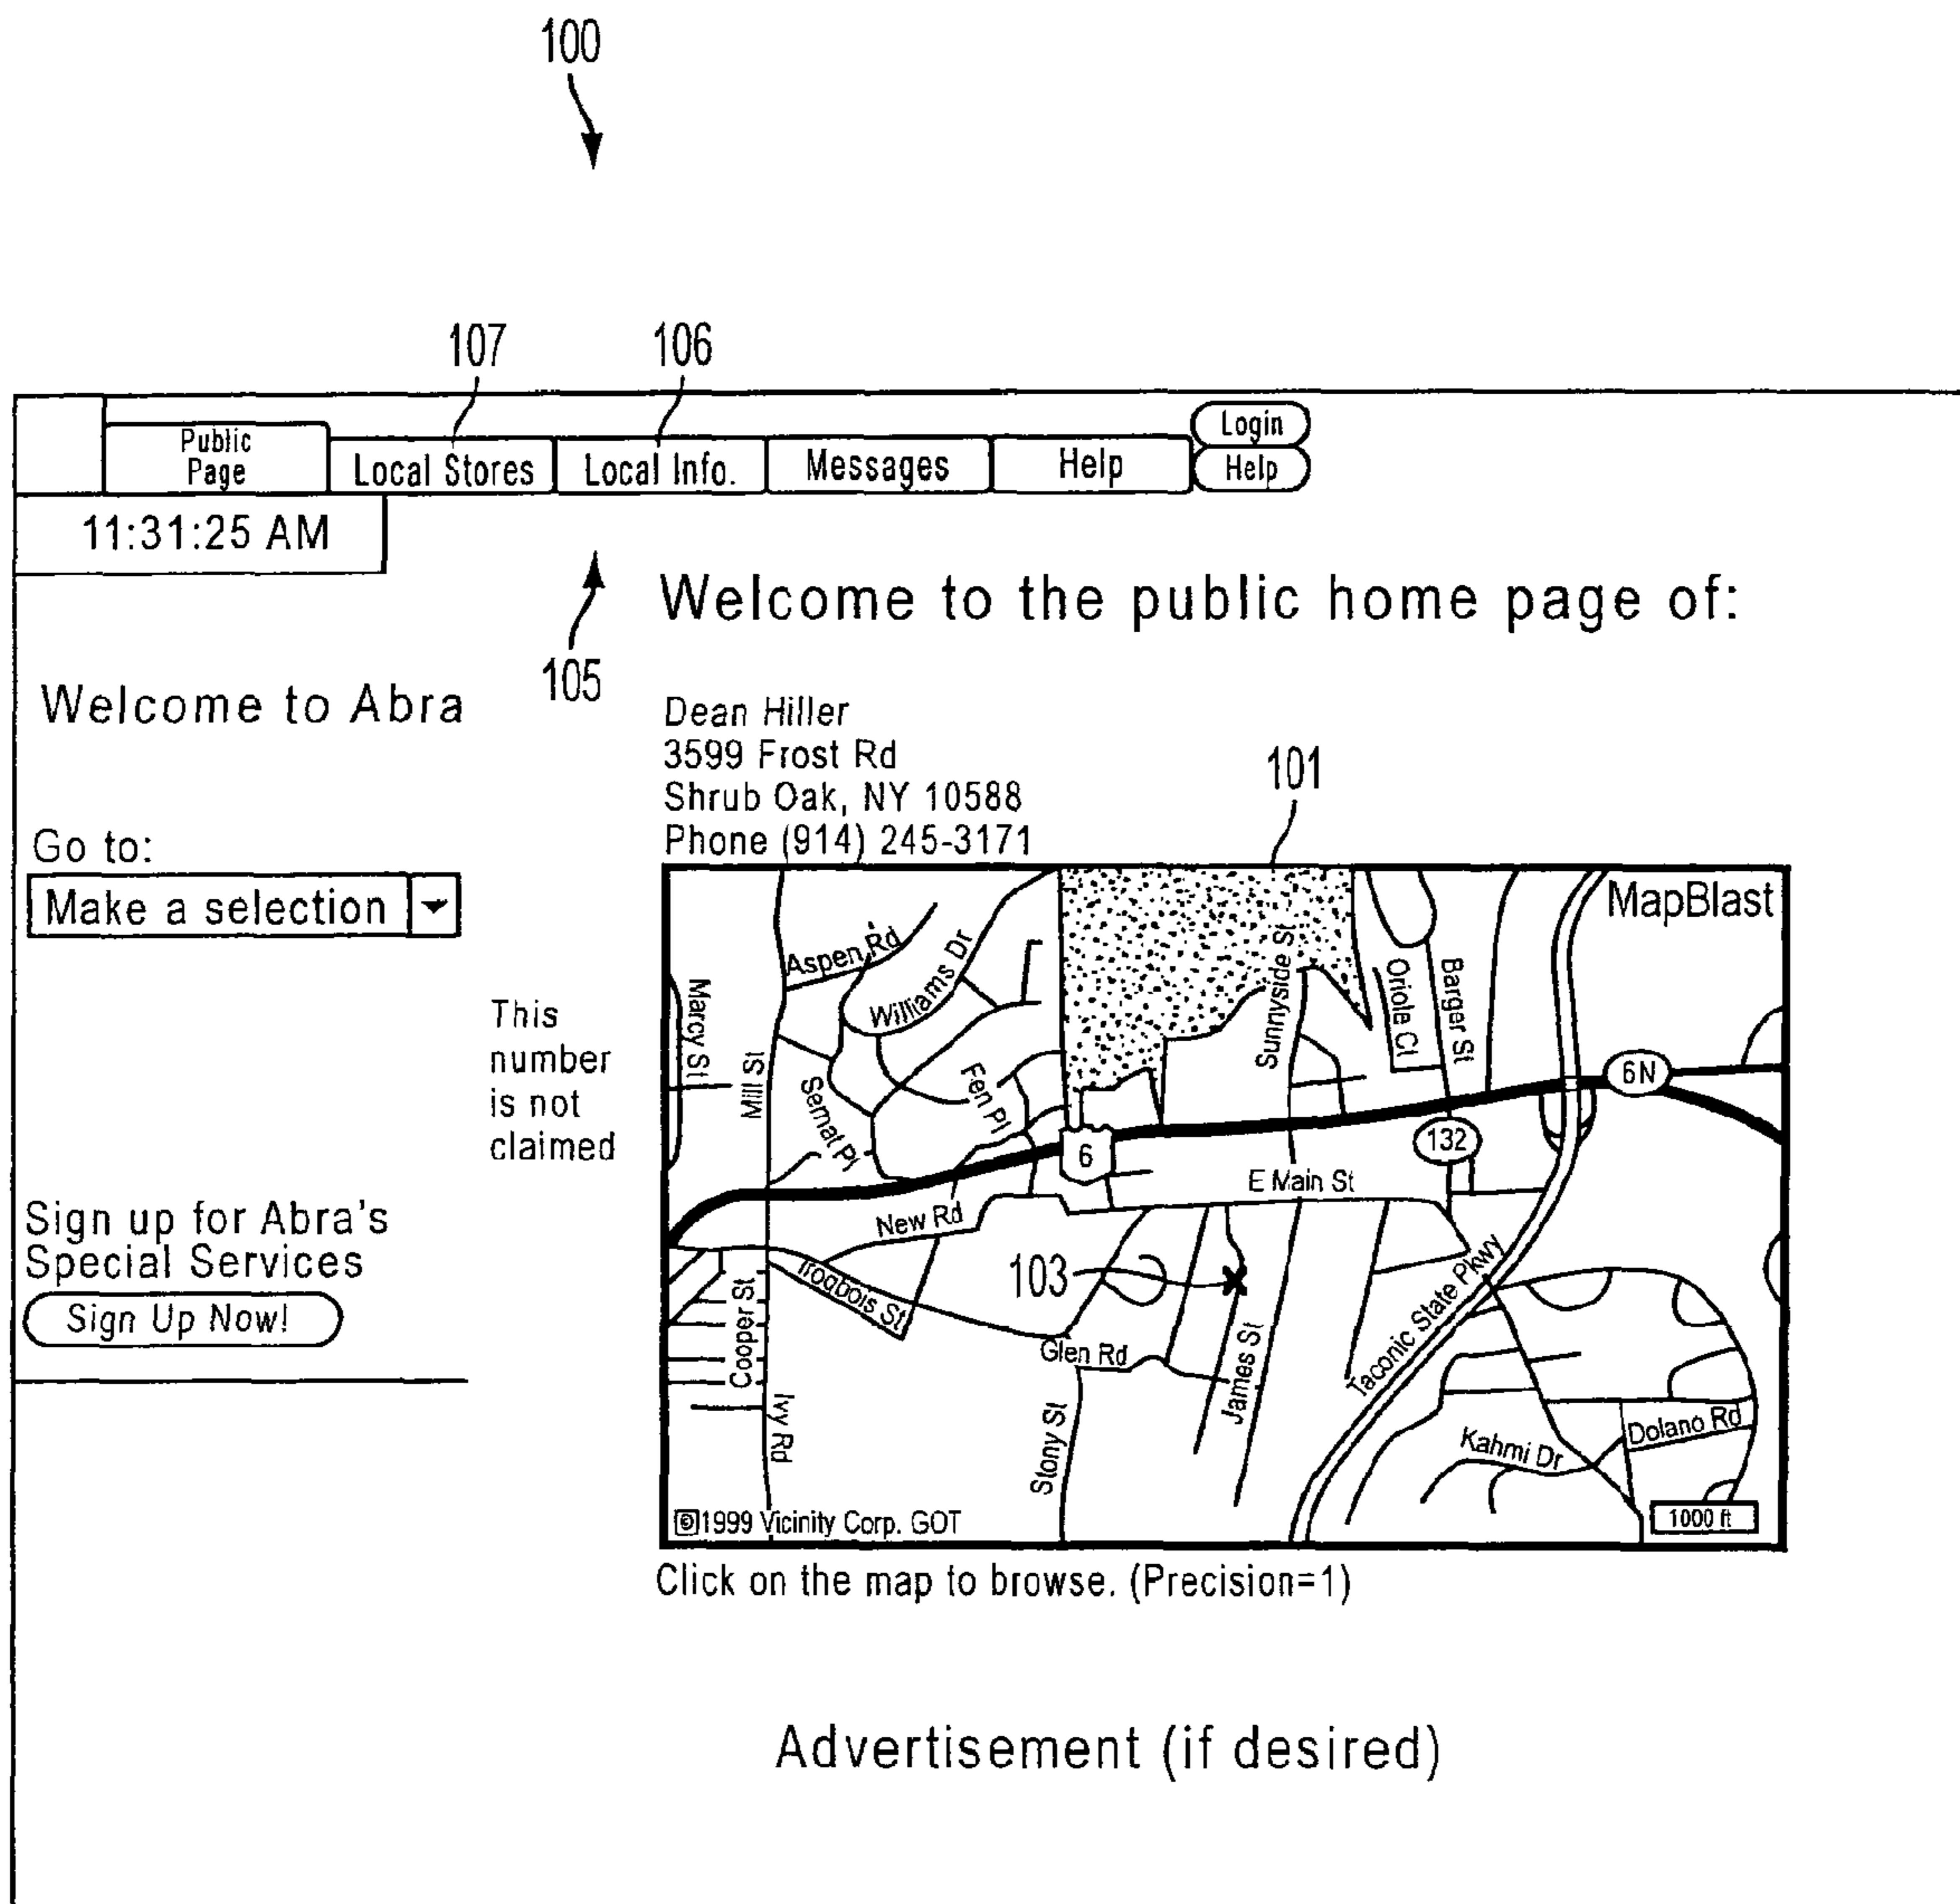 100
107
106
Public
Page
Local Stores
Local Info.
Messages
Help
Login
Help
11:31:25 AM
105
Welcome to the public home page of:
Welcome to Abra
Dean Hiller
3599 Frost Rd
Shrub Oak, NY 10588
Phone (914) 245-3171
101
Go to:
Make a selection
This
number
is not
claimed
Sign up for Abra's
Special Services
Sign Up Now!
MapBlast
Aspen Rd
Williams Dr
Marcy St
Mill St
Semat Pl
Fen Pl
Sunnyside St
Oriola Ct
Barger St
6N
6
132
E Main St
New Rd
103
Trogbois St
Cooper St
Glen Rd
James St
Taconic State Pkwy
Ivy Rd
Stony St
Kahmi Dr
Dolano Rd
©1999 Vicinity Corp. GOT
1000 ft
Click on the map to browse. (Precision=1)
Advertisement (if desired)